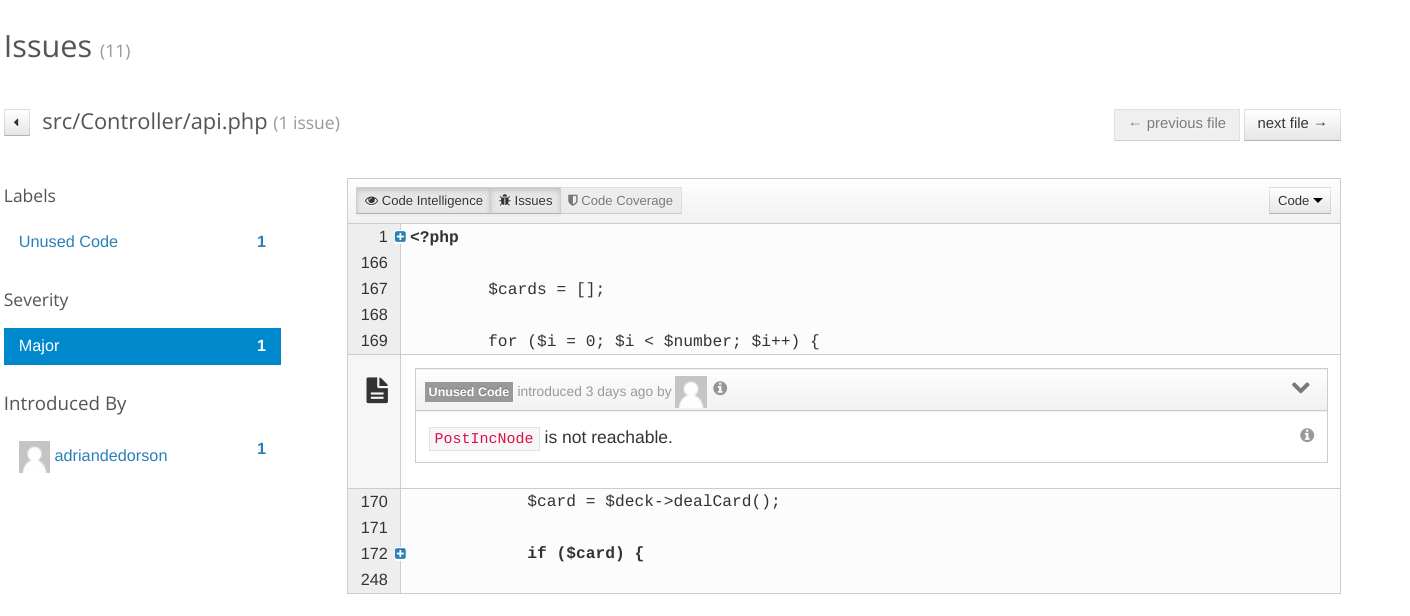 Issues (11)
src/Controller/api.php (1 issue)
← previous file
next file →
Labels
Unused Code 1
Severity
Major 1
Introduced By
adriandedorson 1
Code Intelligence Issues Code Coverage
Code
1 <?php
166
167 $cards = [];
168
169 for ($i = 0; $i < $number; $i++) {
Unused Code introduced 3 days ago by
PostIncNode is not reachable.
170 $card = $deck->dealCard();
171
172 if ($card) {
248